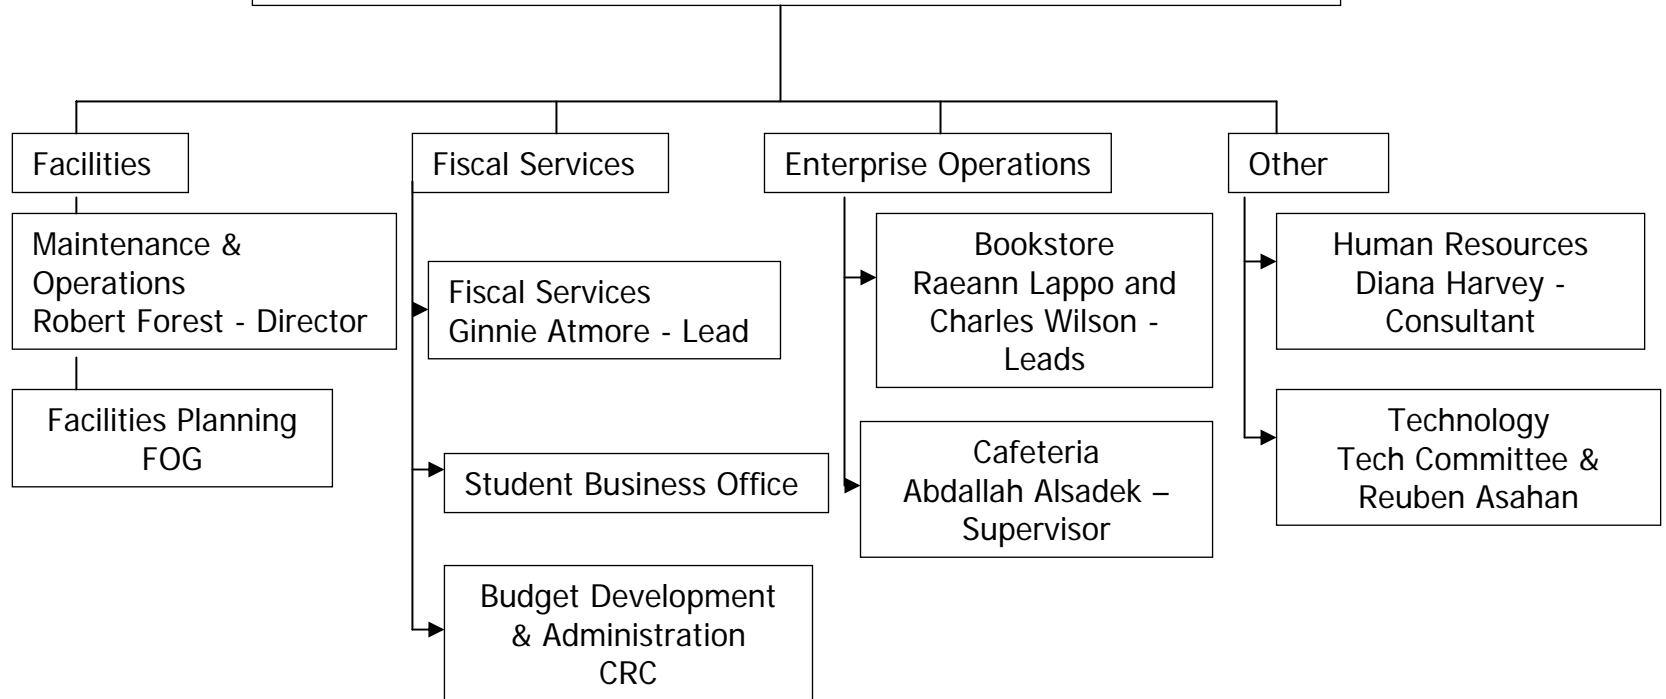 Facilities
Maintenance &
Operations
Robert Forest - Director
Facilities Planning
FOG
Fiscal Services
Fiscal Services
Ginnie Atmore - Lead
Student Business Office
Budget Development
& Administration
CRC
Enterprise Operations
Bookstore
Raeann Lappo and
Charles Wilson -
Leads
Cafeteria
Abdallah Alsadek –
Supervisor
Other
Human Resources
Diana Harvey -
Consultant
Technology
Tech Committee &
Reuben Asahan